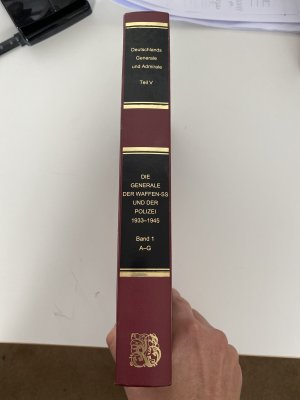 Deutschlands
Generale
und Admirale
Teil V
DIE
GENERALE
DER WAFFEN-SS
UND DER
POLIZEI
1933–1945
Band 1
A–G